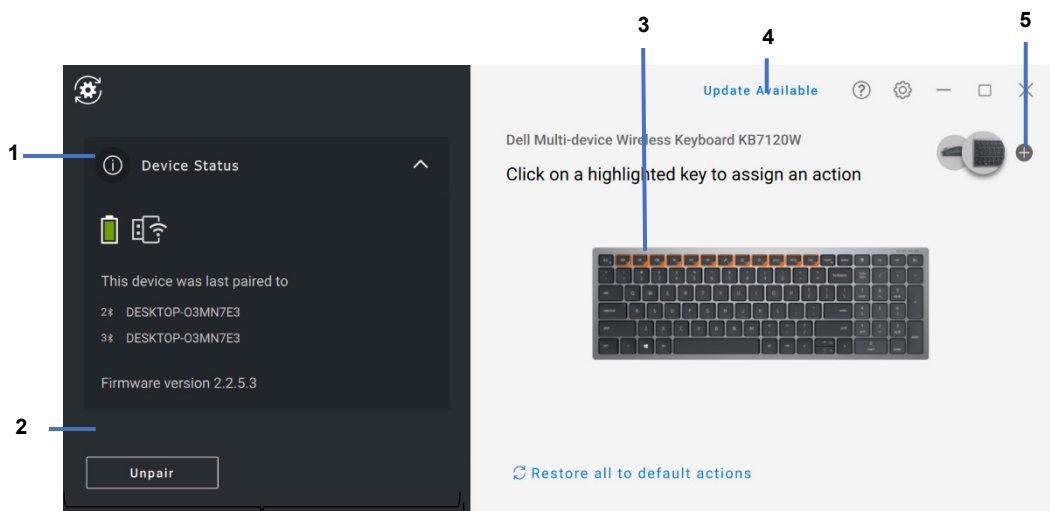 3
4
5
Update Available
1
Device Status
Dell Multi-device Wireless Keyboard KB7120W
Click on a highlighted key to assign an action
This device was last paired to
2 DESKTOP-O3MN7E3
3 DESKTOP-O3MN7E3
Firmware version 2.2.5.3
2
Unpair
Restore all to default actions